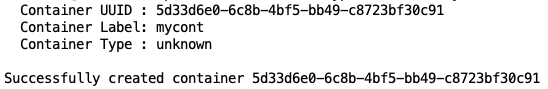 Container UUID : 5d33d6e0-6c8b-4bf5-bb49-c8723bf30c91
Container Label: mycont
Container Type : unknown
Successfully created container 5d33d6e0-6c8b-4bf5-bb49-c8723bf30c91